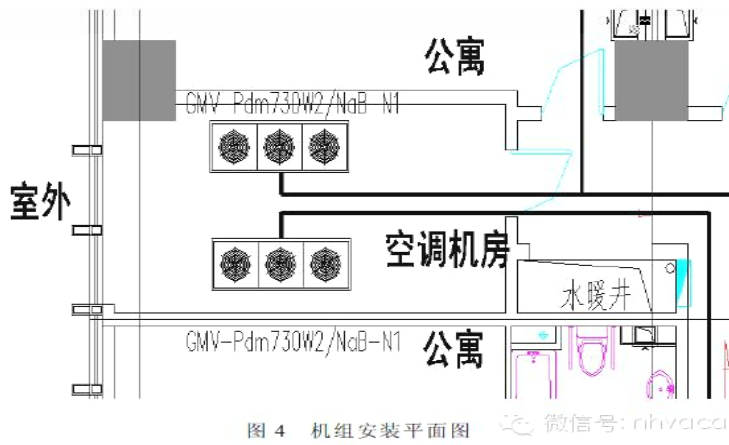 公寓
GMV-Pdm730W2/NaB-N1
室外
空调机房
水暖井
GMV-Pdm730W2/NaB-N1
公寓
图 4 机组安装平面图
微信号: nhvaca